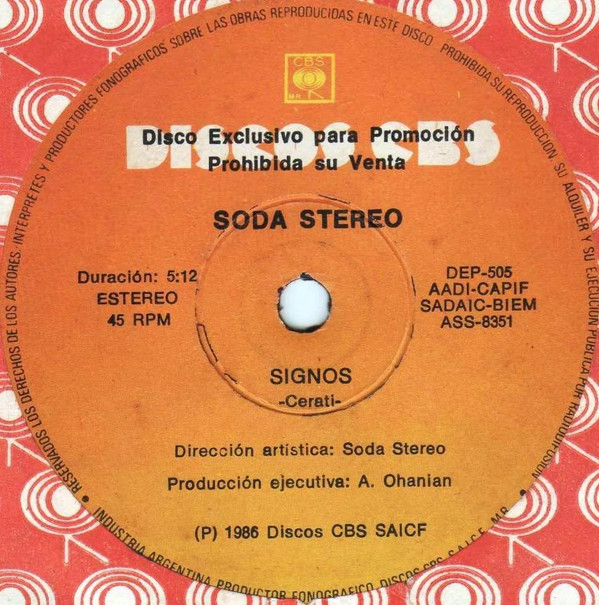 RESERVADOS LOS DERECHOS DE LOS AUTORES. INTERPRETES Y PRODUCTORES FONOGRAFICOS SOBRE LAS OBRAS REPRODUCIDAS EN ESTE DISCO. PROHIBIDA SU REPRODUCCION, SU ALQUILER Y SU EJECUCION PUBLICA POR RADIODIFUSION
CBS
MR
DISCOS CBS
Disco Exclusivo para Promoción
Prohibida su Venta
SODA STEREO
Duración: 5:12
ESTEREO
45 RPM
DEP-505
AADI-CAPIF
SADAIC-BIEM
ASS-8351
SIGNOS
-Cerati-
Dirección artística: Soda Stereo
Producción ejecutiva: A. Ohanian
(P) 1986 Discos CBS SAICF
INDUSTRIA ARGENTINA PRODUCTOR FONOGRAFICO DISCOS CBS S.A.I.C.F. M.R.